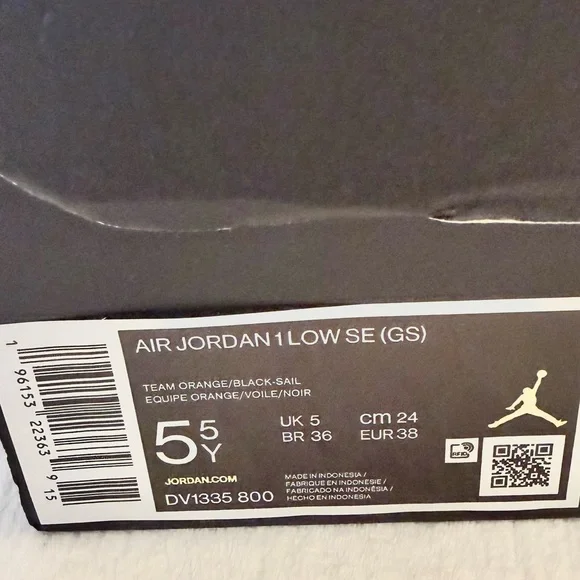 AIR JORDAN 1 LOW SE (GS)
TEAM ORANGE/BLACK-SAIL
EQUIPE ORANGE/VOILE/NOIR
5.5Y
UK 5
BR 36
CM 24
EUR 38
RFID
JORDAN.COM
DV1335 800
MADE IN INDONESIA/
FABRIQUE EN INDONESIE/
FABRICADO NA INDONÉSIA/
HECHO EN INDONESIA
1 96153 22363 9 15